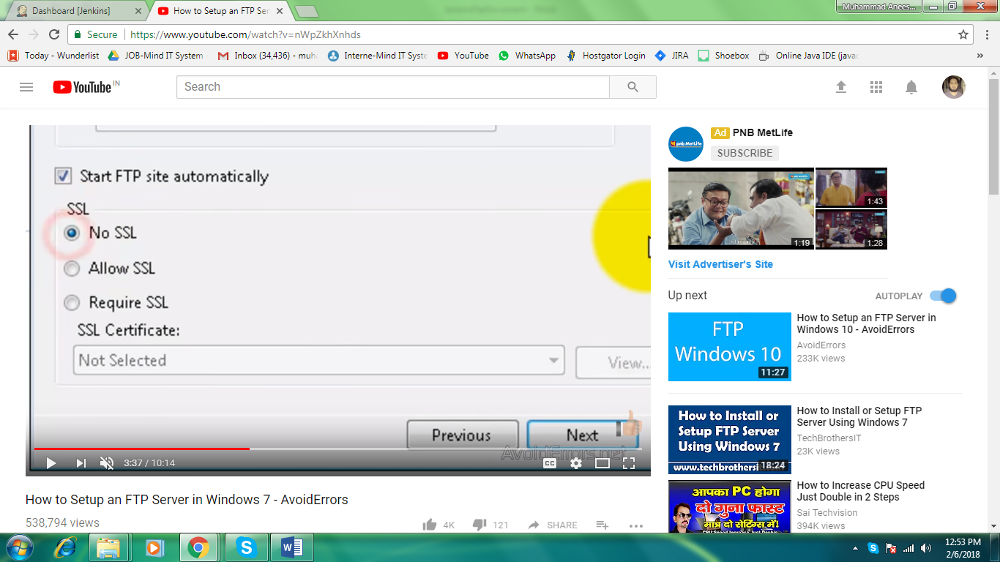 Dashboard [Jenkins]
How to Setup an FTP Ser
Muhammad Anees...
Secure
https://www.youtube.com/watch?v=nWpZkhXnhds
Today - Wunderlist
JOB-Mind IT System
Inbox (34,436) - muh
Interne-Mind IT Syste
YouTube
WhatsApp
Hostgator Login
JIRA
Shoebox
Online Java IDE (javac
»
YouTube IN
Search
Start FTP site automatically
SSL
No SSL
Allow SSL
Require SSL
SSL Certificate:
Not Selected
View...
Previous
Next
AvoidErrors.net
3:37 / 10:14
CC
How to Setup an FTP Server in Windows 7 - AvoidErrors
538,794 views
4K
121
SHARE
pnb MetLife
Ad PNB MetLife
SUBSCRIBE
1:19
1:43
1:28
Visit Advertiser's Site
Up next
AUTOPLAY
FTP
Windows 10
11:27
How to Setup an FTP Server in
Windows 10 - AvoidErrors
AvoidErrors
233K views
How to Install or
Setup FTP Server
Using Windows 7
www.techbrothersi
18:24
How to Install or Setup FTP
Server Using Windows 7
TechBrothersIT
23K views
आपका PC होगा
दो गुना फास्ट
मात्र दो सेटिंग्स में!
How to Increase CPU Speed
Just Double in 2 Steps
Sai Techvision
394K views
12:53 PM
2/6/2018